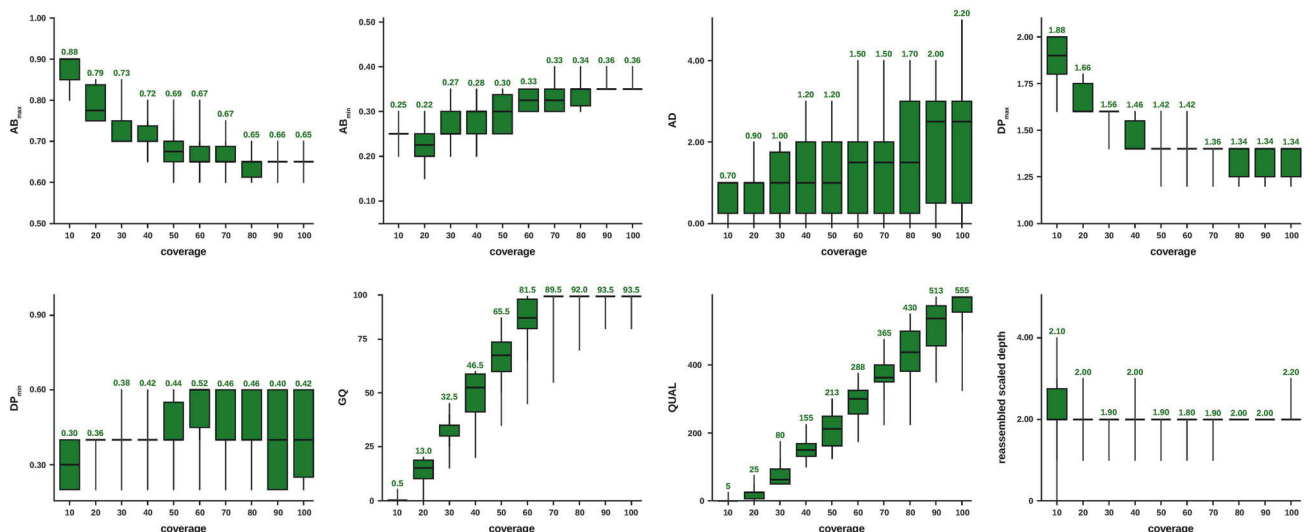 AB max
1.00
0.90
0.80
0.70
0.60
0.50
0.88 0.79 0.73 0.72 0.69 0.67 0.67 0.65 0.66 0.65
10 20 30 40 50 60 70 80 90 100
coverage
AB min
0.50
0.40
0.30
0.20
0.10
0.25 0.22 0.27 0.28 0.30 0.33 0.33 0.34 0.36 0.36
10 20 30 40 50 60 70 80 90 100
coverage
AD
4.00
2.00
0.00
0.70 0.90 1.00 1.20 1.20 1.50 1.50 1.70 2.00 2.20
10 20 30 40 50 60 70 80 90 100
coverage
DP max
2.00
1.75
1.50
1.25
1.00
1.88 1.66 1.56 1.46 1.42 1.42 1.36 1.34 1.34 1.34
10 20 30 40 50 60 70 80 90 100
coverage
DP min
0.90
0.60
0.30
0.30 0.36 0.38 0.42 0.44 0.52 0.46 0.46 0.40 0.42
10 20 30 40 50 60 70 80 90 100
coverage
GQ
100
75
50
25
0
0.5 13.0 32.5 46.5 65.5 81.5 89.5 92.0 93.5 93.5
10 20 30 40 50 60 70 80 90 100
coverage
QUAL
400
200
0
5 25 80 155 213 288 365 430 513 555
10 20 30 40 50 60 70 80 90 100
coverage
reassembled scaled depth
4.00
2.00
0.00
2.10 2.00 1.90 2.00 1.90 1.80 1.90 2.00 2.00 2.20
10 20 30 40 50 60 70 80 90 100
coverage